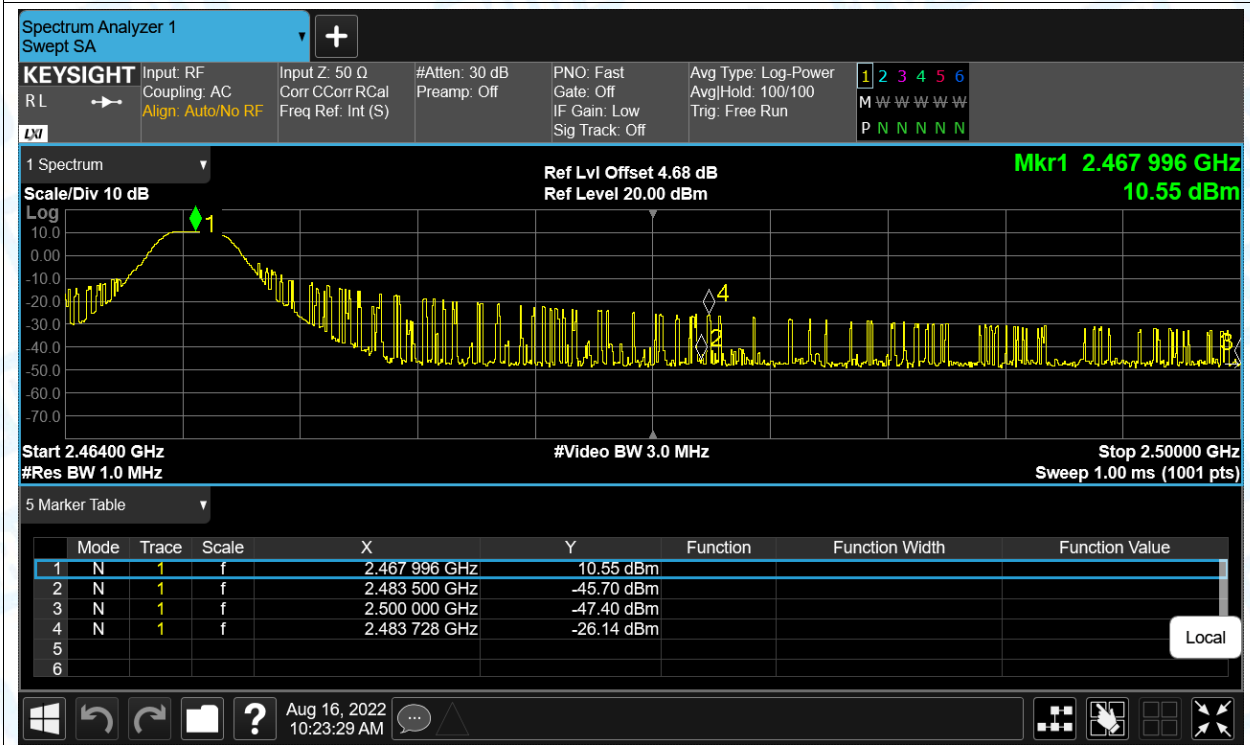 Spectrum Analyzer 1
Swept SA
+
KEYSIGHT
R L
LXI
Input: RF
Coupling: AC
Align: Auto/No RF
Input Z: 50 Ω
Corr CCorr RCal
Freq Ref: Int (S)
#Atten: 30 dB
Preamp: Off
PNO: Fast
Gate: Off
IF Gain: Low
Sig Track: Off
Avg Type: Log-Power
Avg|Hold: 100/100
Trig: Free Run
1 2 3 4 5 6
M W W W W W
P N N N N N
1 Spectrum
Scale/Div 10 dB
Ref Lvl Offset 4.68 dB
Ref Level 20.00 dBm
Mkr1 2.467 996 GHz
10.55 dBm
Log
10.0
0.00
-10.0
-20.0
-30.0
-40.0
-50.0
-60.0
-70.0
1
4
2
3
Start 2.46400 GHz
#Video BW 3.0 MHz
Stop 2.50000 GHz
#Res BW 1.0 MHz
Sweep 1.00 ms (1001 pts)
5 Marker Table
Mode Trace Scale X Y Function Function Width Function Value
1 N 1 f 2.467 996 GHz 10.55 dBm
2 N 1 f 2.483 500 GHz -45.70 dBm
3 N 1 f 2.500 000 GHz -47.40 dBm
4 N 1 f 2.483 728 GHz -26.14 dBm
5
6
Local
?
Aug 16, 2022
10:23:29 AM